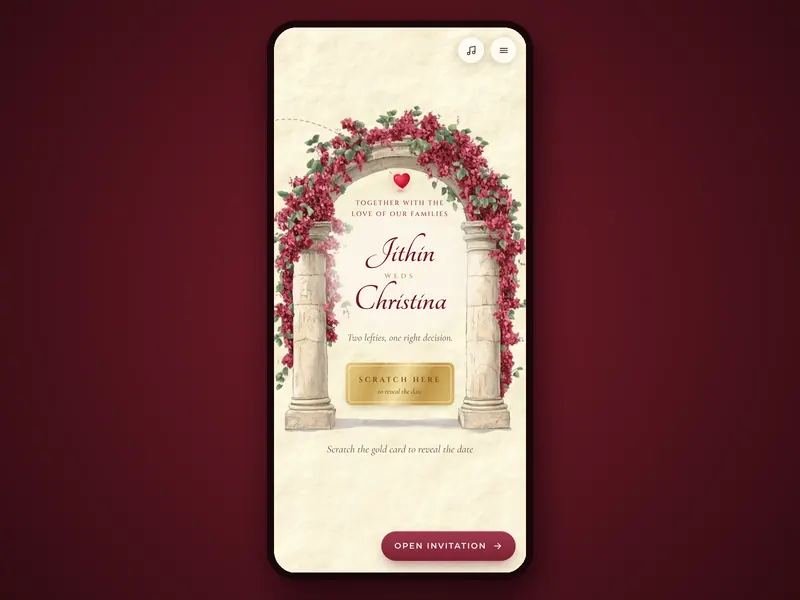 TOGETHER WITH THE
LOVE OF OUR FAMILIES
Jithin
WEDS
Christina
Two lefties, one right decision.
SCRATCH HERE
to reveal the date
Scratch the gold card to reveal the date
OPEN INVITATION →